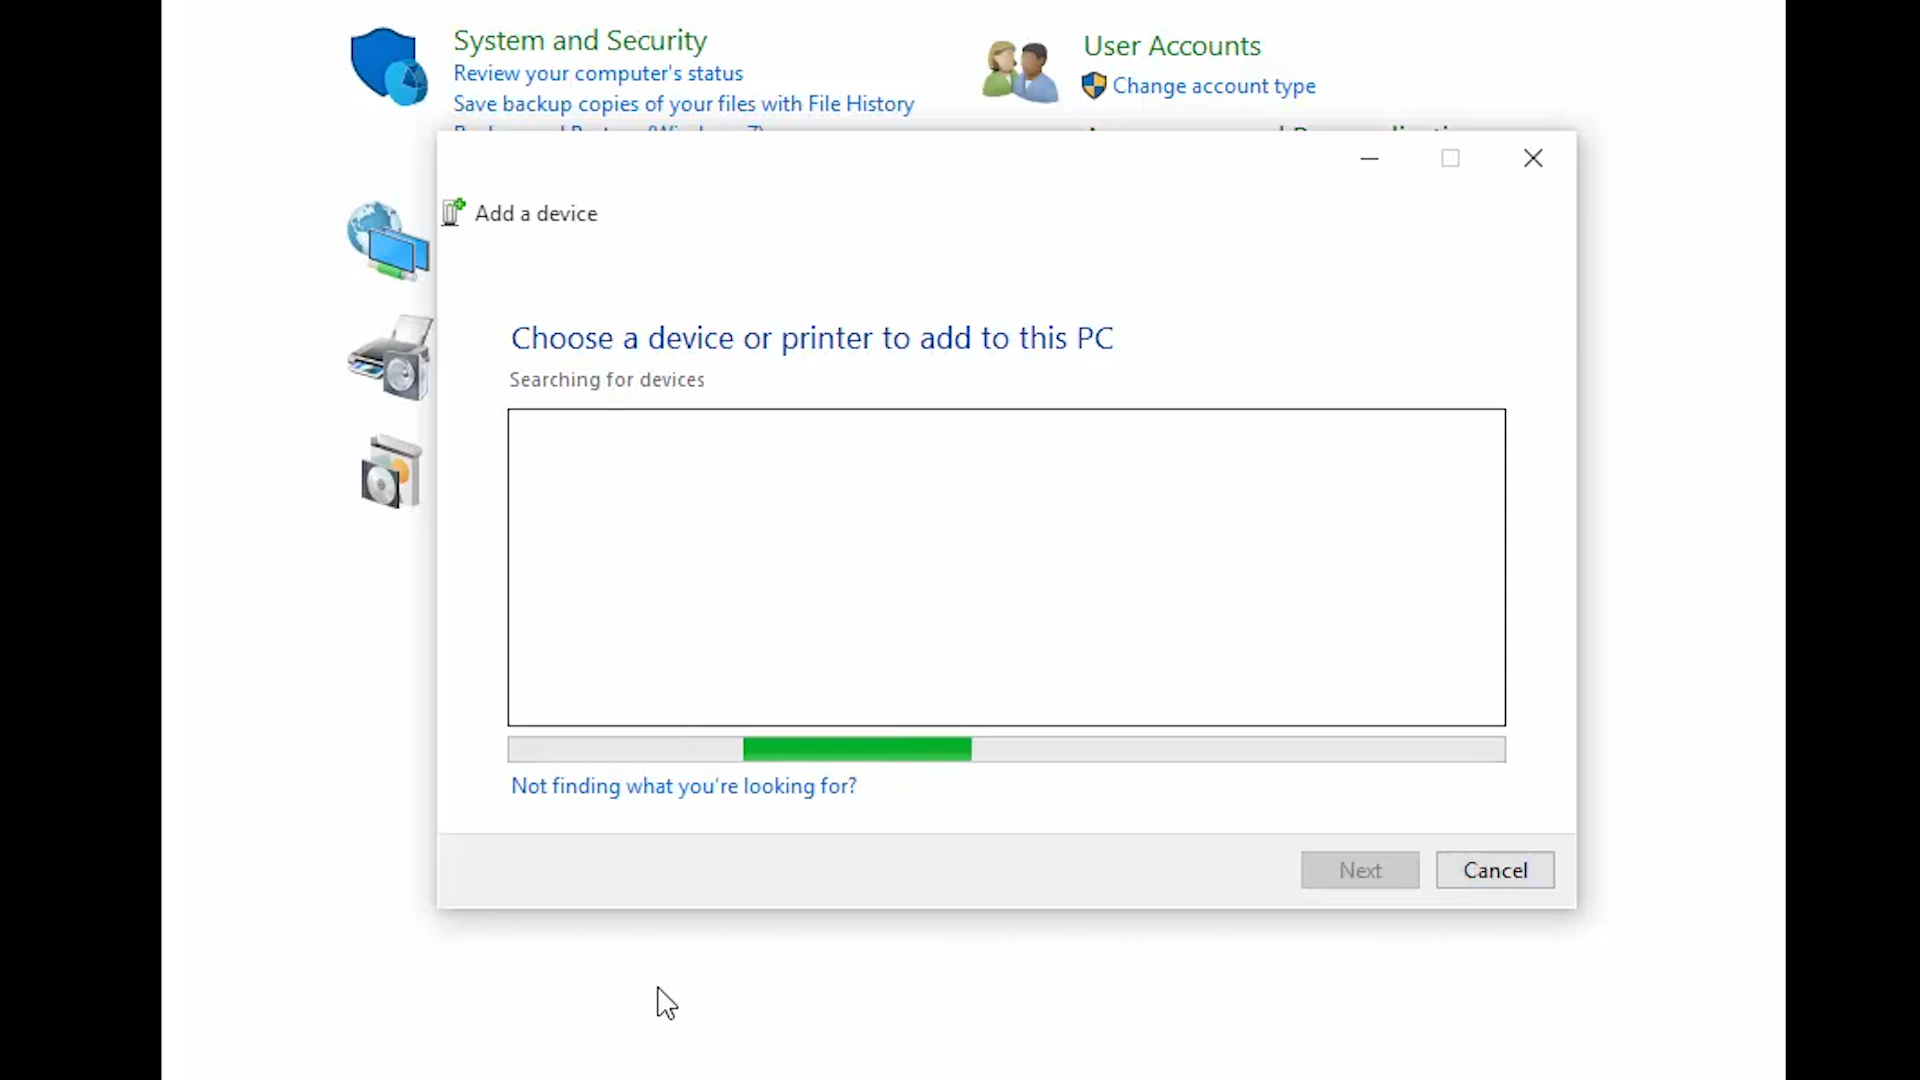 System and Security
Review your computer's status
Save backup copies of your files with File History
User Accounts
Change account type
Add a device
Choose a device or printer to add to this PC
Searching for devices
Not finding what you're looking for?
Next
Cancel